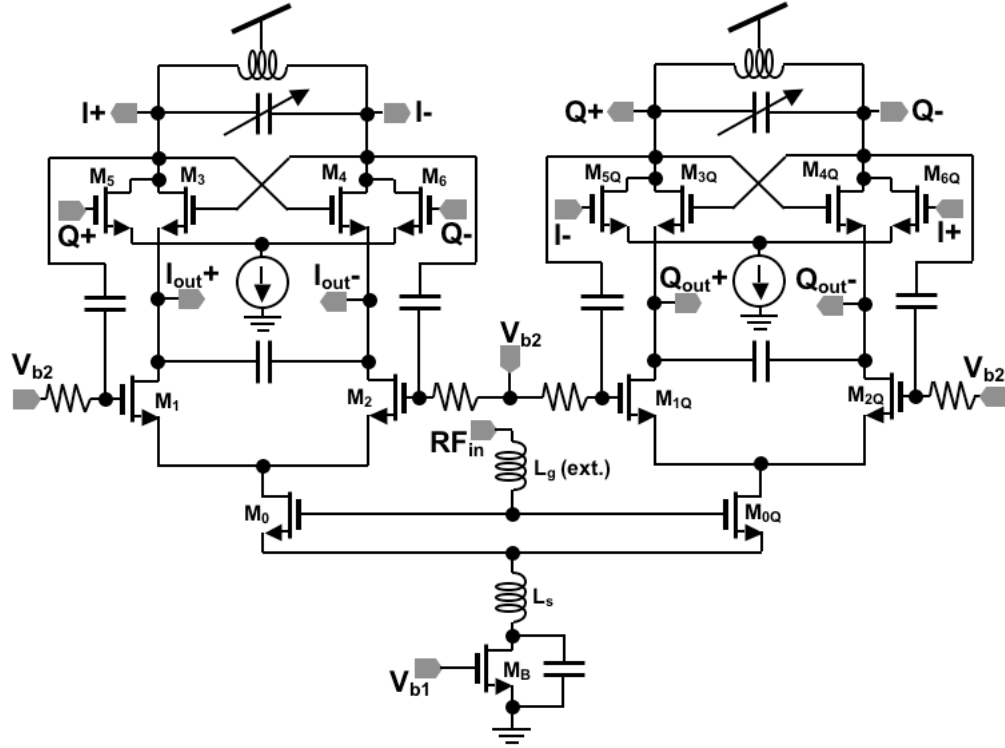 I+ I- Q+ Q-
M5 M3 M4 M6 M5Q M3Q M4Q M6Q
Q+ Q- I- I+
Iout+ Iout- Qout+ Qout-
Vb2 Vb2 Vb2
M1 M2 M1Q M2Q
RFin
Lg (ext.)
M0 M0Q
Ls
MB
Vb1